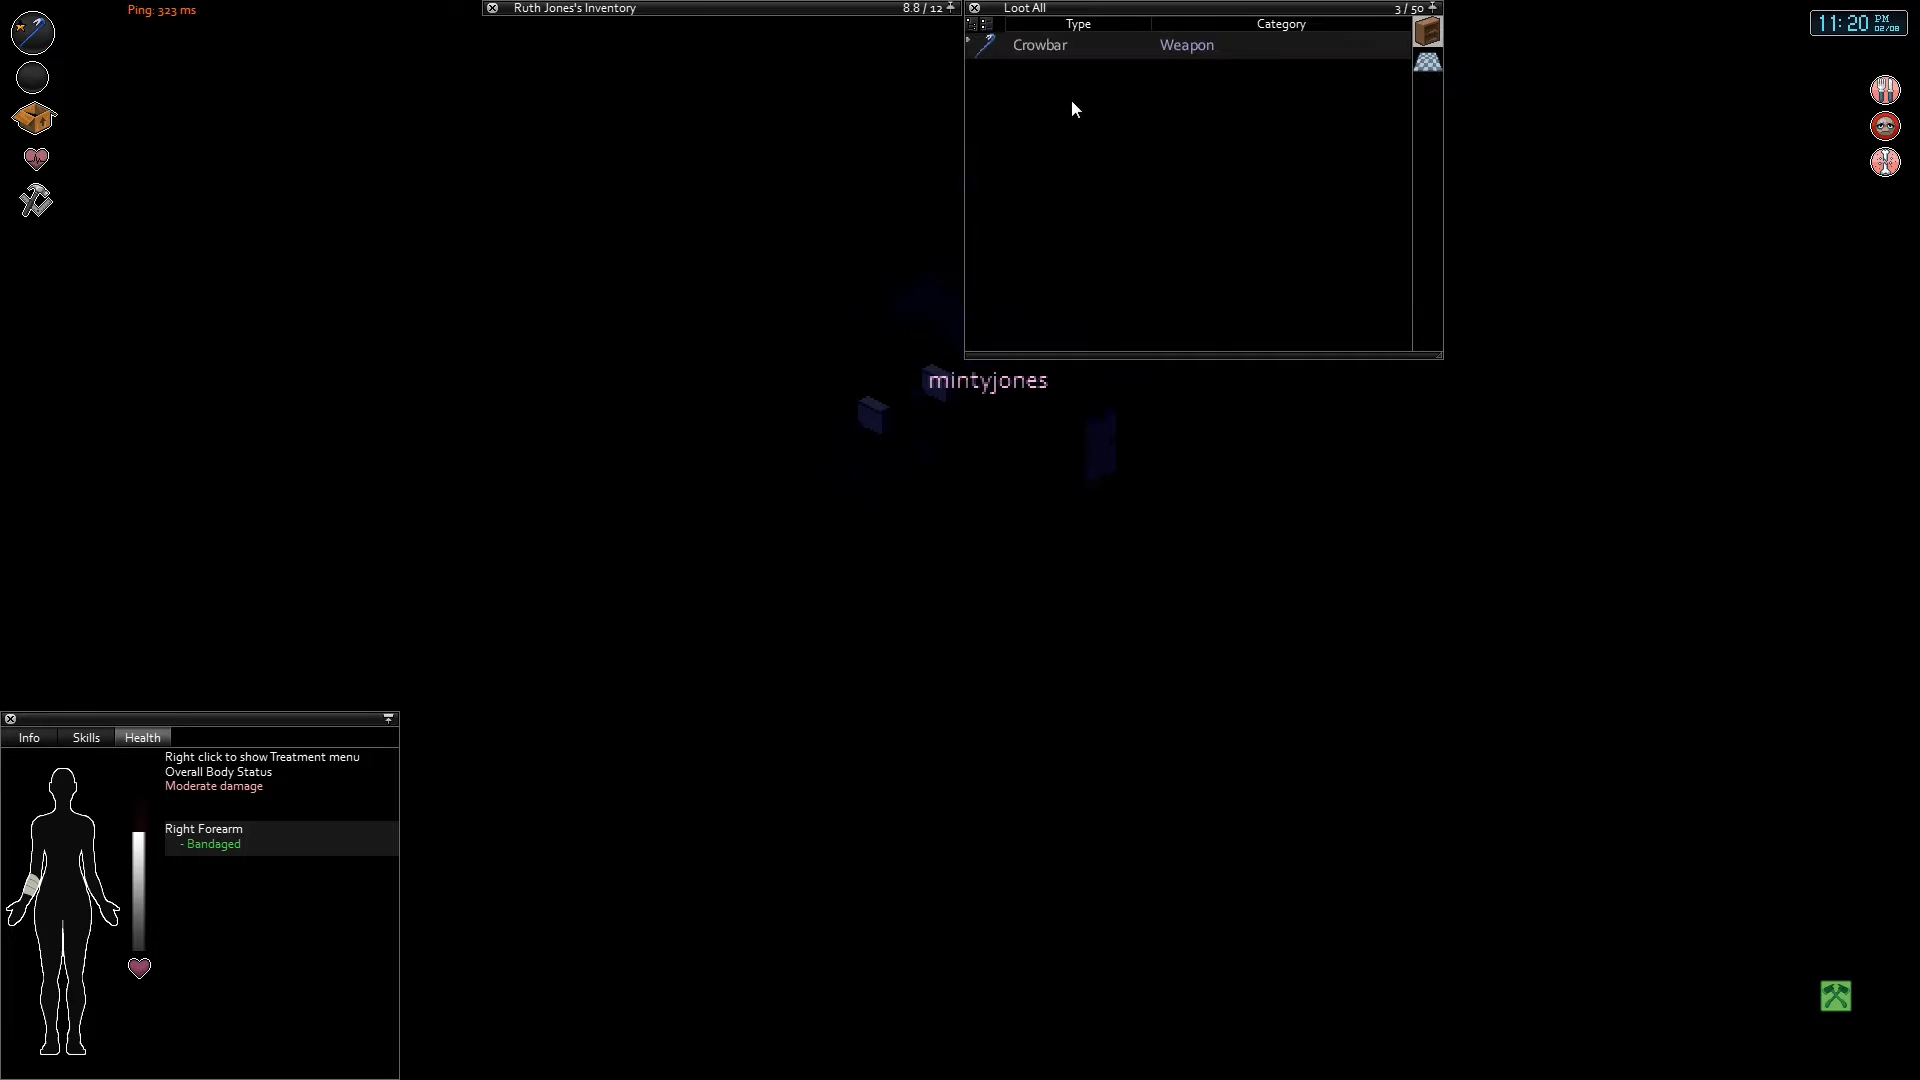 Ping: 323 ms
Ruth Jones's Inventory
8.8 / 12
Loot All
3 / 50
Type
Category
Crowbar
Weapon
11:20 PM
02/08
mintyjones
Info
Skills
Health
Right click to show Treatment menu
Overall Body Status
Moderate damage
Right Forearm
- Bandaged